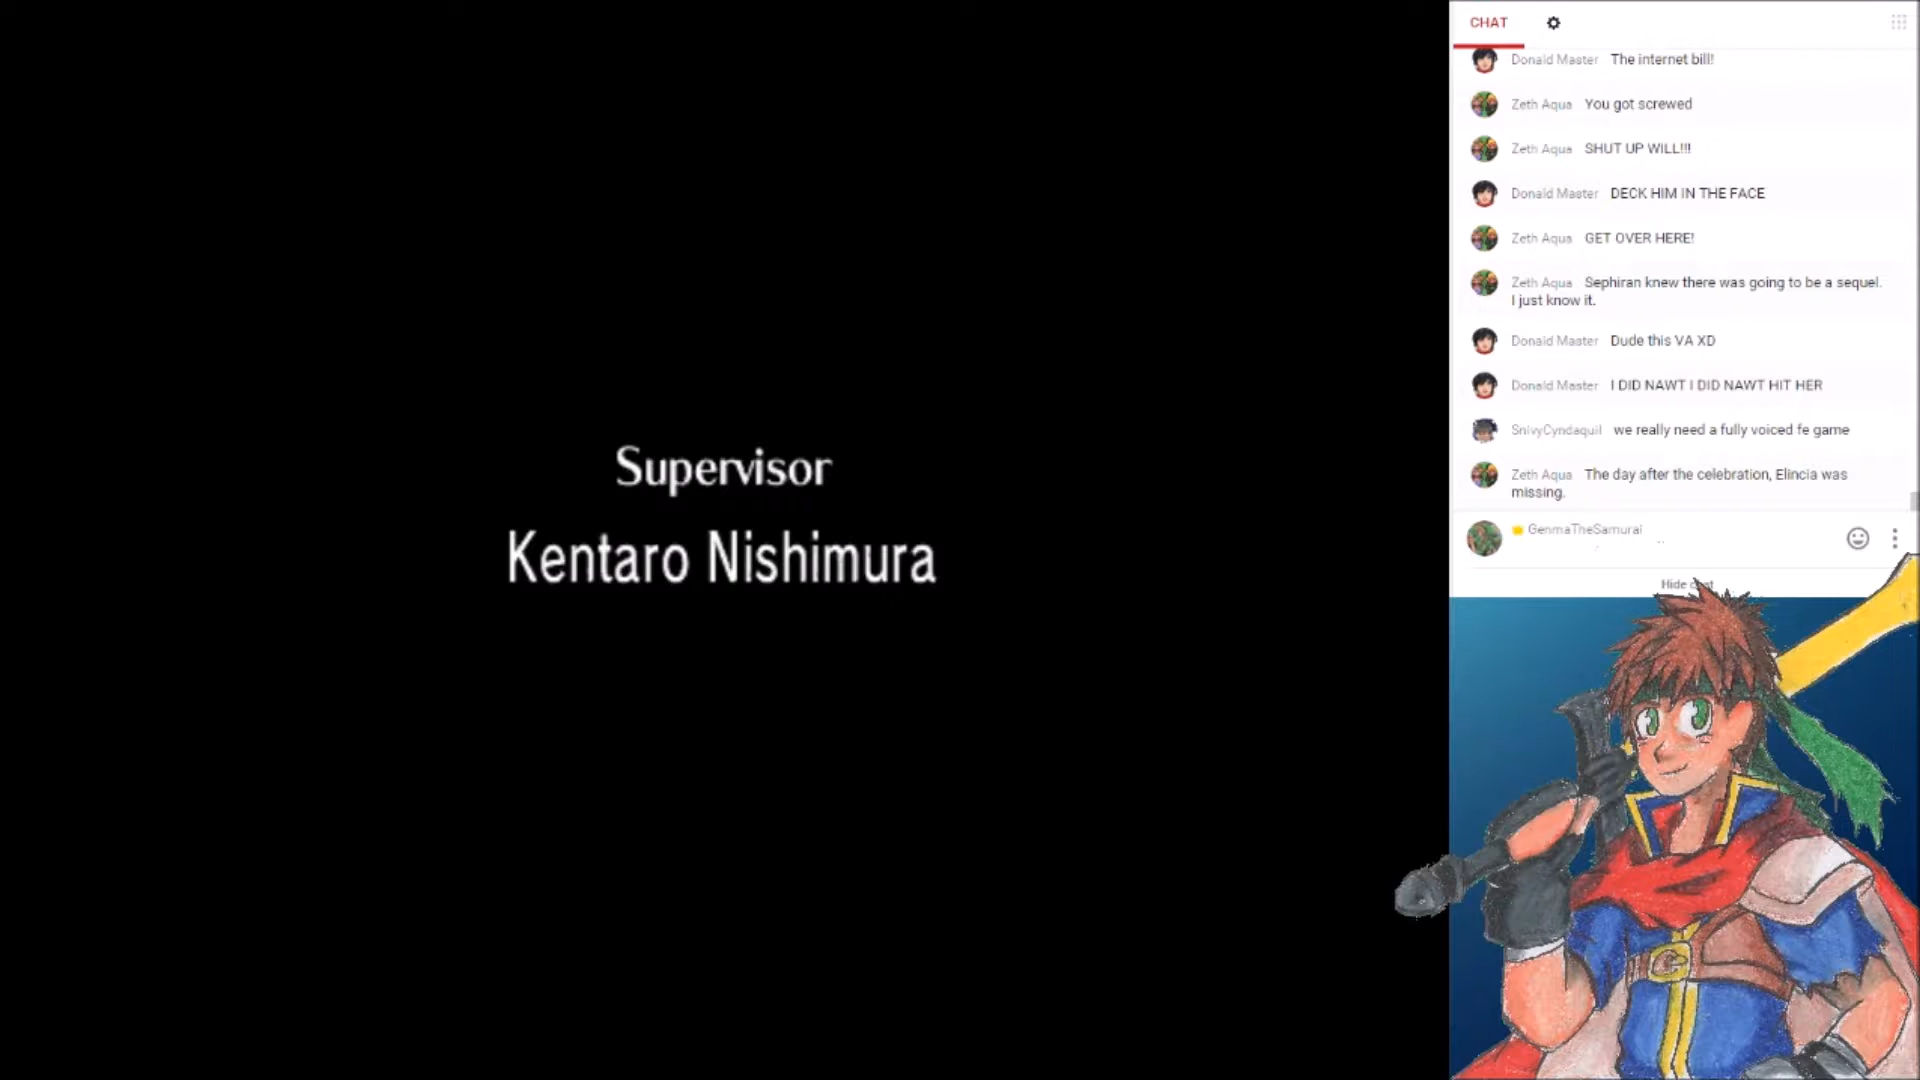 Supervisor
Kentaro Nishimura
CHAT
Donald Master The internet bill!
Zeth Aqua You got screwed
Zeth Aqua SHUT UP WILL!!!
Donald Master DECK HIM IN THE FACE
Zeth Aqua GET OVER HERE!
Zeth Aqua Sephiran knew there was going to be a sequel.
I just know it.
Donald Master Dude this VA XD
Donald Master I DID NAWT I DID NAWT HIT HER
SnivyCyndaquil we really need a fully voiced fe game
Zeth Aqua The day after the celebration, Elincia was
missing.
GenmaTheSamurai
Hide chat